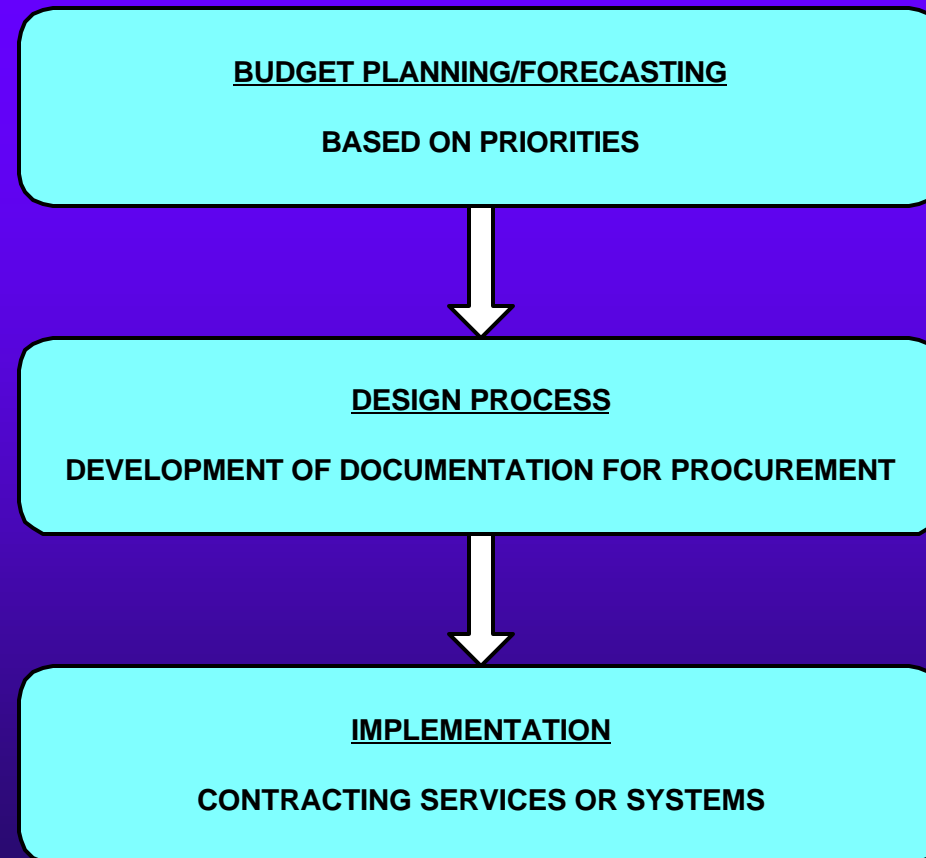 BUDGET PLANNING/FORECASTING
BASED ON PRIORITIES
DESIGN PROCESS
DEVELOPMENT OF DOCUMENTATION FOR PROCUREMENT
IMPLEMENTATION
CONTRACTING SERVICES OR SYSTEMS